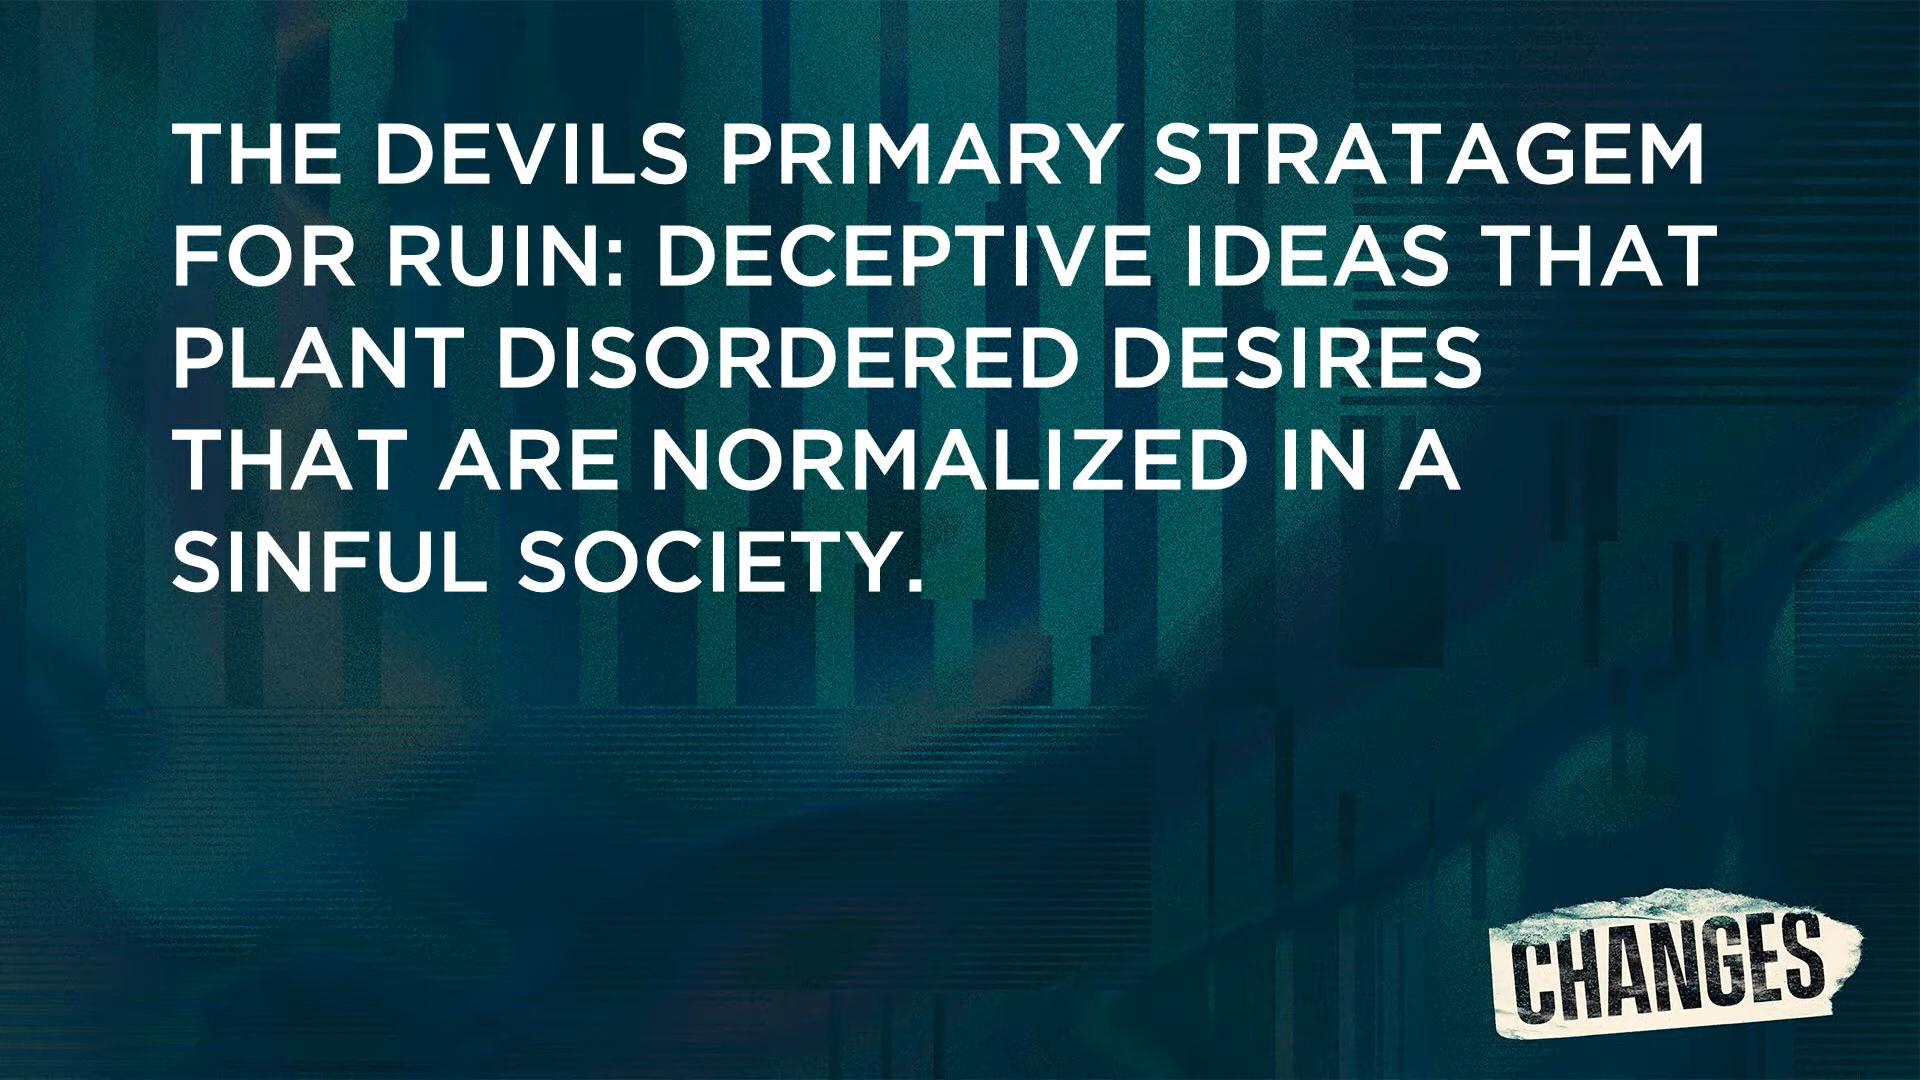 THE DEVILS PRIMARY STRATAGEM
FOR RUIN: DECEPTIVE IDEAS THAT
PLANT DISORDERED DESIRES
THAT ARE NORMALIZED IN A
SINFUL SOCIETY.
CHANGES